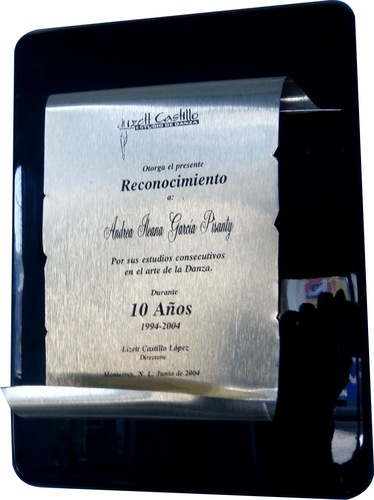 Lizett Castillo
ESTUDIO DE DANZA
Otorga el presente
Reconocimiento
a:
Andrea Ileana García Pisanty
Por sus estudios consecutivos
en el arte de la Danza.
Durante
10 Años
1994-2004
Lizett Castillo López
Directora
Monterrey, N. L. Junio de 2004